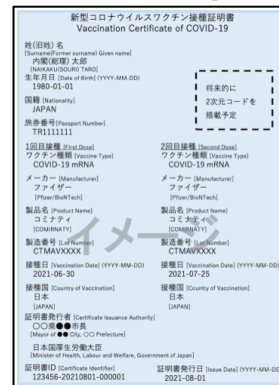 新型コロナウイルスワクチン接種証明書
Vaccination Certificate of COVID-19
姓(旧姓) 名
[Surname(Former surname) Given name]
内閣(総理) 太郎
[NAIKAKU(SOURI) TARO]
生年月日 [Date of Birth] (YYYY-MM-DD)
1980-01-01
国籍 [Nationality]
JAPAN
旅券番号[Passport Number]
TR1111111
将来的に
2次元コードを
搭載予定
1回目接種 [First Dose]
ワクチン種類 [Vaccine Type]
COVID-19 mRNA
メーカー [Manufacturer]
ファイザー
[Pfizer/BioNTech]
製品名 [Product Name]
コミナティ
[COMIRNATY]
製造番号 [Lot Number]
CTMAVXXXX
接種日 [Vaccination Date] (YYYY-MM-DD)
2021-06-30
接種国 [Country of Vaccination]
日本
[JAPAN]
2回目接種 [Second Dose]
ワクチン種類 [Vaccine Type]
COVID-19 mRNA
メーカー [Manufacturer]
ファイザー
[Pfizer/BioNTech]
製品名 [Product Name]
コミナティ
[COMIRNATY]
製造番号 [Lot Number]
CTMAVXXXX
接種日 [Vaccination Date] (YYYY-MM-DD)
2021-07-25
接種国 [Country of Vaccination]
日本
[JAPAN]
イメージ
証明書発行者 [Certificate Issuance Authority]
〇〇県●●市長
[Mayor of ●● City, 〇〇 Prefecture]
日本国厚生労働大臣
[Minister of Health, Labour and Welfare, Government of Japan]
証明書ID [Certificate Identifier]
123456-20210801-000001
証明書発行日 [Issue Date] (YYYY-MM-DD)
2021-08-01